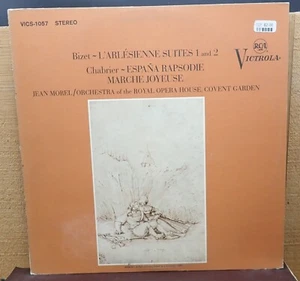 VICS-1057 STEREO
Bizet ~ L'ARLÉSIENNE SUITES 1 and 2
Chabrier ~ ESPAÑA RAPSODIE
MARCHE JOYEUSE
RCA
VICTROLA
JEAN MOREL/ORCHESTRA of the ROYAL OPERA HOUSE, COVENT GARDEN